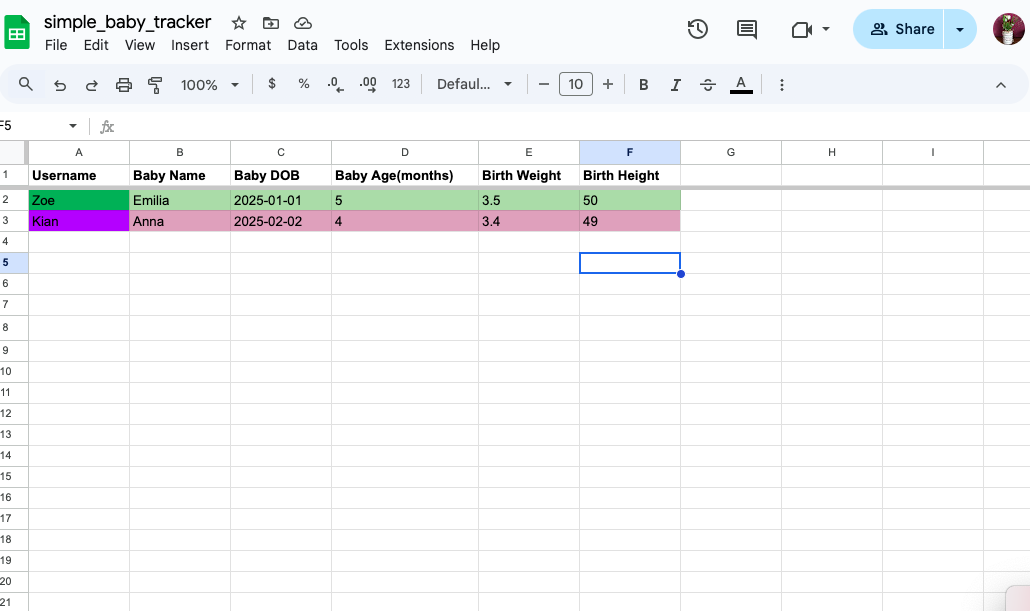 simple_baby_tracker
File Edit View Insert Format Data Tools Extensions Help
Share
100% $ % .0 .00 123 Defaul... 10 B I S A
F5 fx
A B C D E F G H I
1 Username Baby Name Baby DOB Baby Age(months) Birth Weight Birth Height
2 Zoe Emilia 2025-01-01 5 3.5 50
3 Kian Anna 2025-02-02 4 3.4 49
4
5
6
7
8
9
10
11
12
13
14
15
16
17
18
19
20
21